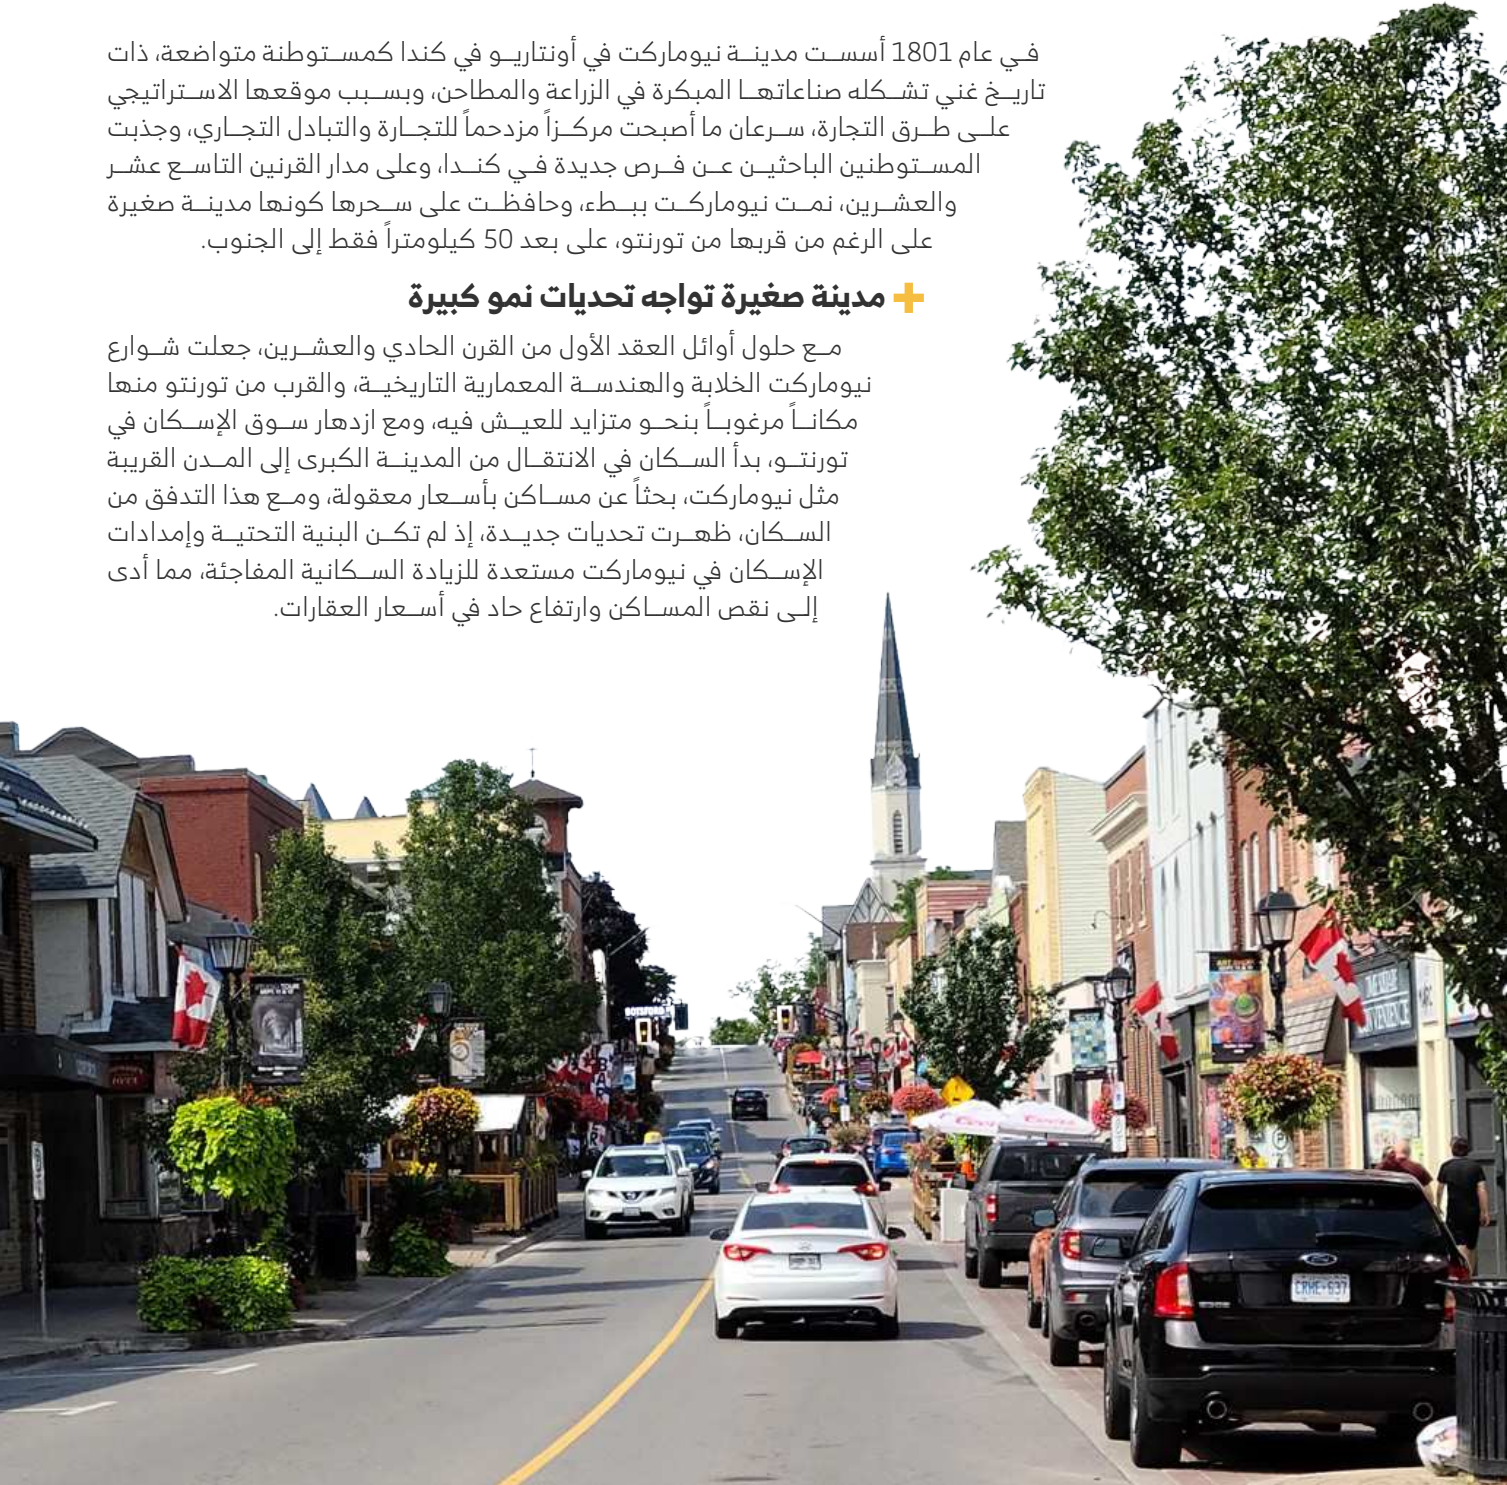 في عام 1801 أسست مدينة نيوماركت في أونتاريو في كندا كمستوطنة متواضعة، ذات
تاريخ غني تشكله صناعاتها المبكرة في الزراعة والمطاحن، وبسبب موقعها الاستراتيجي
على طرق التجارة، سرعان ما أصبحت مركزاً مزدحماً للتجارة والتبادل التجاري، وجذبت
المستوطنين الباحثين عن فرص جديدة في كندا، وعلى مدار القرنين التاسع عشر
والعشرين، نمت نيوماركت ببطء، وحافظت على سحرها كونها مدينة صغيرة
على الرغم من قربها من تورنتو، على بعد 50 كيلومتراً فقط إلى الجنوب.
مدينة صغيرة تواجه تحديات نمو كبيرة
مع حلول أوائل العقد الأول من القرن الحادي والعشرين، جعلت شوارع
نيوماركت الخلابة والهندسة المعمارية التاريخية، والقرب من تورنتو منها
مكاناً مرغوباً بنحو متزايد للعيش فيه، ومع ازدهار سوق الإسكان في
تورنتو، بدأ السكان في الانتقال من المدينة الكبرى إلى المدن القريبة
مثل نيوماركت، بحثاً عن مساكن بأسعار معقولة، ومع هذا التدفق من
السكان، ظهرت تحديات جديدة، إذ لم تكن البنية التحتية وإمدادات
الإسكان في نيوماركت مستعدة للزيادة السكانية المفاجئة، مما أدى
إلى نقص المساكن وارتفاع حاد في أسعار العقارات.
BOTSFORD
BAR
CRHE·637